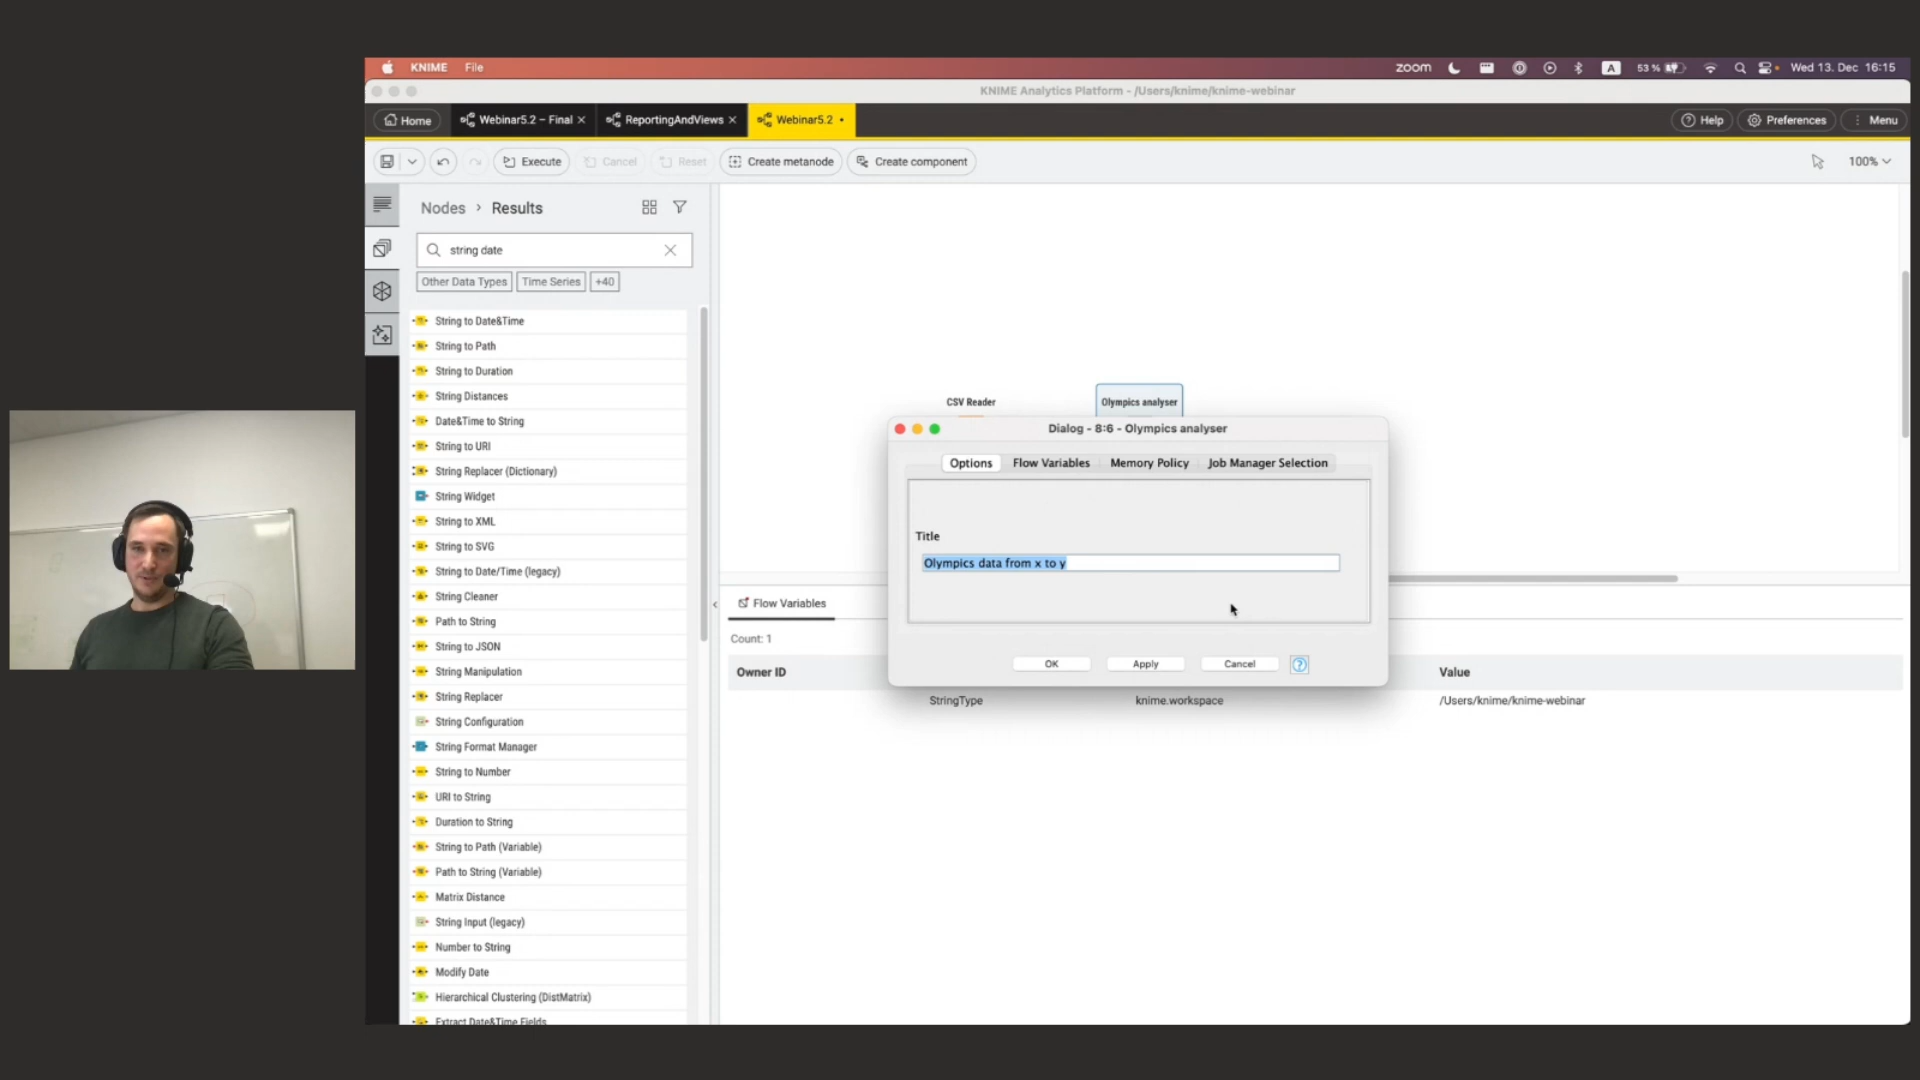 KNIME File zoom A 53 % Wed 13. Dec 16:15
KNIME Analytics Platform - /Users/knime/knime-webinar
Home Webinar5.2 – Final ReportingAndViews Webinar5.2 Help Preferences Menu
Execute Cancel Reset Create metanode Create component 100%
Nodes › Results
string date
Other Data Types Time Series +40
String to Date&Time
String to Path
String to Duration
String Distances
Date&Time to String
String to URI
String Replacer (Dictionary)
String Widget
String to XML
String to SVG
String to Date/Time (legacy)
String Cleaner
Path to String
String to JSON
String Manipulation
String Replacer
String Configuration
String Format Manager
String to Number
URI to String
Duration to String
String to Path (Variable)
Path to String (Variable)
Matrix Distance
String Input (legacy)
Number to String
Modify Date
Hierarchical Clustering (DistMatrix)
Extract Date&Time Fields
CSV Reader
Olympics analyser
Dialog - 8:6 - Olympics analyser
Options Flow Variables Memory Policy Job Manager Selection
Title
Olympics data from x to y
OK Apply Cancel ?
Flow Variables
Count: 1
Owner ID Value
StringType knime.workspace /Users/knime/knime-webinar